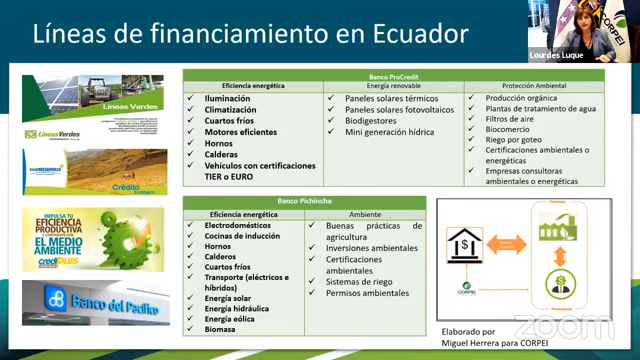 Líneas de financiamiento en Ecuador
CORPEI
Lourdes Luque
Líneas Verdes
LíneasVerdes
Crédito
Ecológico
IMPULSA TU
EFICIENCIA
PRODUCTIVA
Y CONTRIBUYE CON
EL MEDIO
AMBIENTE
crediPLUS
Banco del Pacífico
Banco ProCredit
Eficiencia energética
Energía renovable
Protección Ambiental
✓ Iluminación
✓ Climatización
✓ Cuartos fríos
✓ Motores eficientes
✓ Hornos
✓ Calderas
✓ Vehículos con certificaciones
TIER o EURO
✓ Paneles solares térmicos
✓ Paneles solares fotovoltaicos
✓ Biodigestores
✓ Mini generación hídrica
✓ Producción orgánica
✓ Plantas de tratamiento de agua
✓ Filtros de aire
✓ Biocomercio
✓ Riego por goteo
✓ Certificaciones ambientales o
energéticas
✓ Empresas consultoras
ambientales o energéticas
Banco Pichincha
Eficiencia energética
Ambiente
✓ Electrodomésticos
✓ Cocinas de inducción
✓ Hornos
✓ Calderos
✓ Cuartos fríos
✓ Transporte (eléctricos e
híbridos)
✓ Energía solar
✓ Energía hidráulica
✓ Energía eólica
✓ Biomasa
✓ Buenas prácticas de
agricultura
✓ Inversiones ambientales
✓ Certificaciones
ambientales
✓ Sistemas de riego
✓ Permisos ambientales
$
$
CORPEI
Elaborado por
Miguel Herrera para CORPEI
zoom